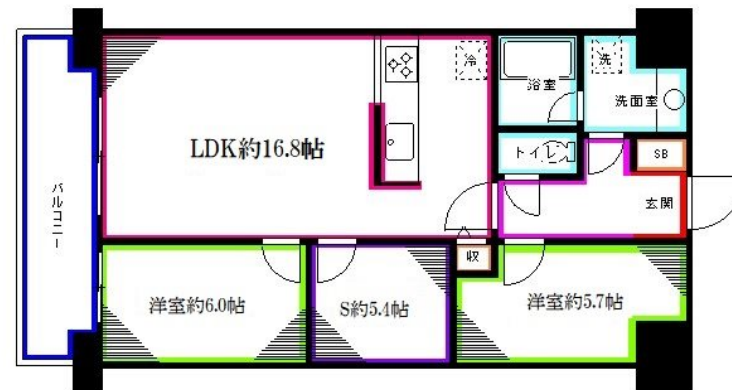 冷
洗
浴室
洗面室
LDK約16.8帖
トイレ
SB
バルコニー
玄関
収
洋室約6.0帖
S約5.4帖
洋室約5.7帖